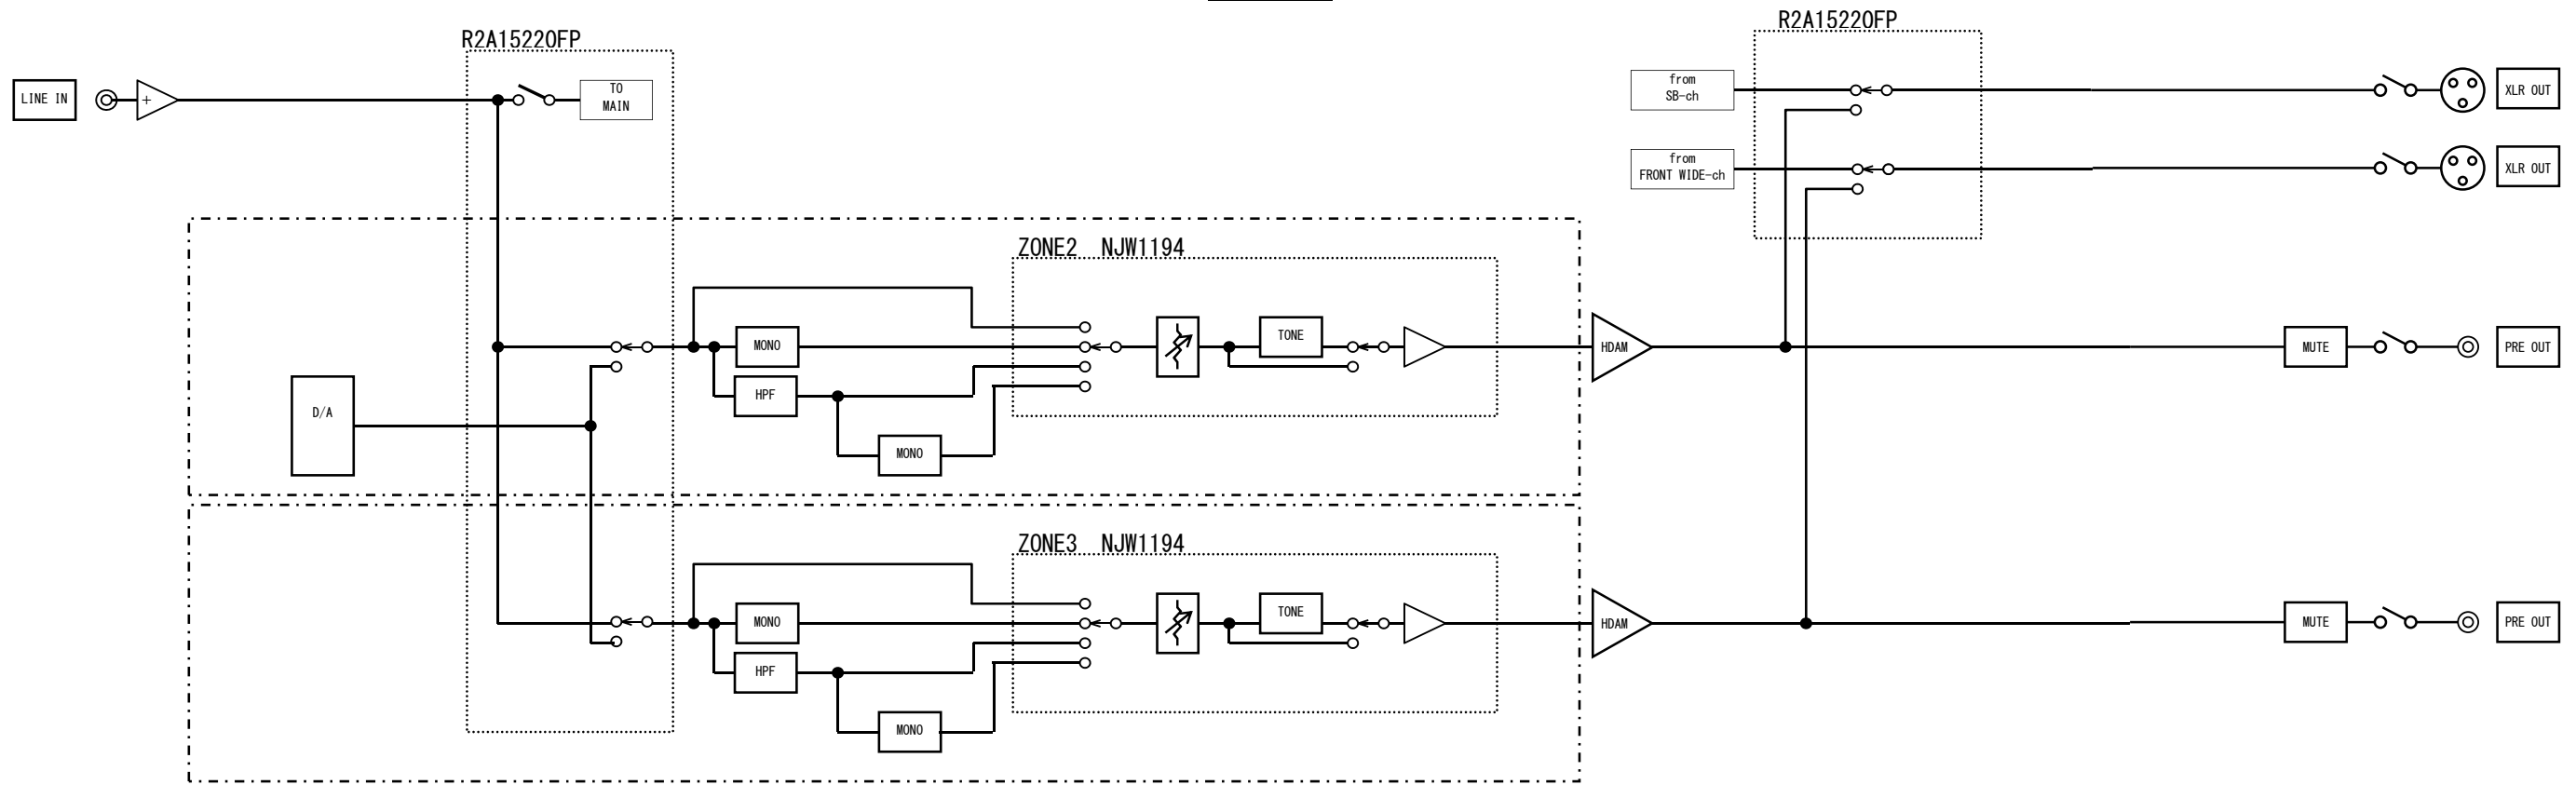 R2A15220FP
R2A15220FP
LINE IN
+
TO
MAIN
from
SB-ch
XLR OUT
from
FRONT WIDE-ch
XLR OUT
ZONE2 NJW1194
MONO
TONE
HDAM
MUTE
PRE OUT
HPF
D/A
MONO
ZONE3 NJW1194
MONO
TONE
HDAM
MUTE
PRE OUT
HPF
MONO